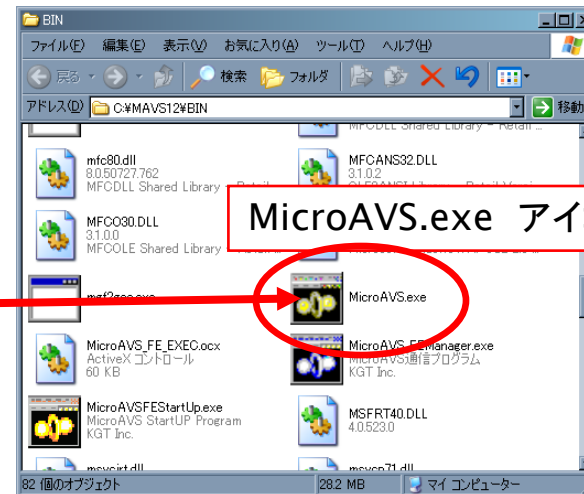 BIN
ファイル(F) 編集(E) 表示(V) お気に入り(A) ツール(T) ヘルプ(H)
戻る 検索 フォルダ
アドレス(D) C:¥MAVS12¥BIN 移動
MFCDLL Shared Library - Retail ...
mfc80.dll
8.0.50727.762
MFCDLL Shared Library - Retail
MFCANS32.DLL
3.1.0.2
MFCO30.DLL
3.1.0.0
MFCOLE Shared Library
MicroAVS.exe アイ
mgf2geo.exe
MicroAVS.exe
MicroAVS_FE_EXEC.ocx
ActiveX コントロール
60 KB
MicroAVS_FEManager.exe
MicroAVS通信プログラム
KGT Inc.
MicroAVSFEStartUp.exe
MicroAVS StartUP Program
KGT Inc.
MSFRT40.DLL
4.0.523.0
msvcirt.dll
msvcp71.dll
82 個のオブジェクト 28.2 MB マイ コンピューター